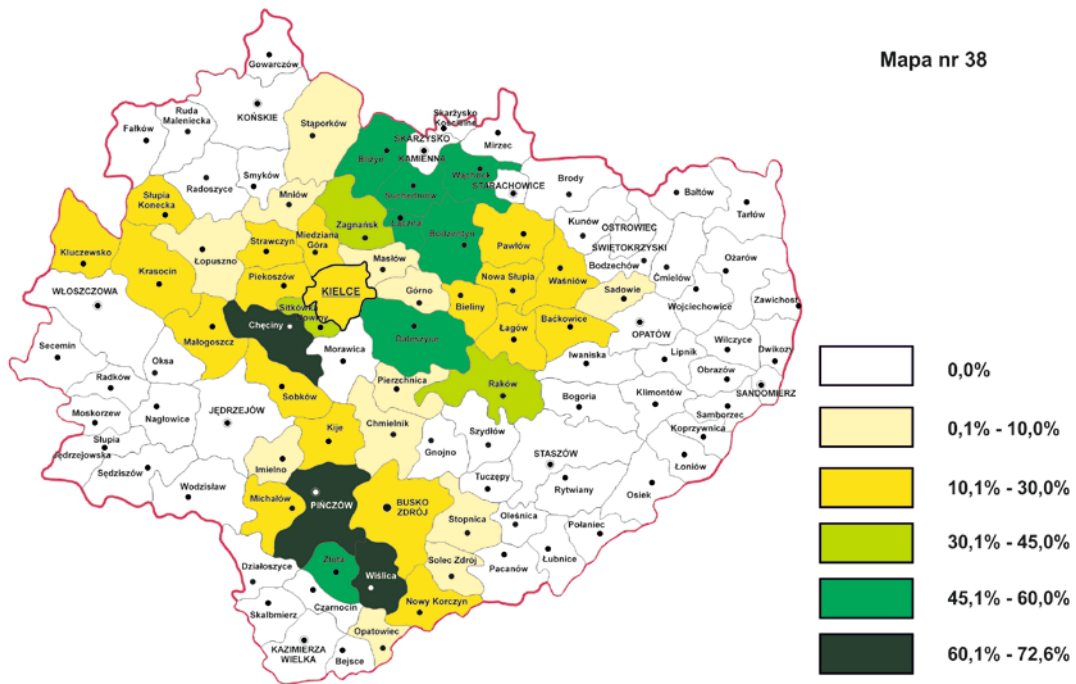 Mapa nr 38
Gowarczów
Ruda
Maleniecka
KOŃSKIE
Fałków
Stąporków
Skarżysko
Kościelne
SKARŻYSKO
KAMIENNA
Mirzec
Bliżyn
Wąchock
STARACHOWICE
Suchedniów
Łączna
Bodzentyn
Brody
Bałtów
Tarłów
Radoszyce
Smyków
Mniów
Słupia
Konecka
Zagnańsk
Kunów
OSTROWIEC
ŚWIĘTOKRZYSKI
Bodzechów
Pawłów
Ożarów
Ćmielów
Kluczewsko
Łopuszno
Strawczyn
Miedziana
Góra
Masłów
Krasocin
Piekoszów
KIELCE
Górno
Bieliny
Nowa Słupia
Waśniów
Sadowie
Wojciechowice
Zawichost
WŁOSZCZOWA
Sitkówka
Nowiny
Chęciny
Małogoszcz
Daleszyce
Łagów
Baćkowice
OPATÓW
Secemin
Oksa
Morawica
Iwaniska
Lipnik
Wilczyce
Dwikozy
Obrazów
SANDOMIERZ
Radków
Pierzchnica
Raków
Bogoria
Klimontów
Samborzec
Koprzywnica
Moskorzew
Nagłowice
JĘDRZEJÓW
Sobków
Kije
Chmielnik
Gnojno
Szydłów
STASZÓW
Łoniów
Słupia
Jędrzejowska
Sędziszów
Imielno
Tuczępy
Rytwiany
Osiek
Wodzisław
Michałów
PIŃCZÓW
BUSKO
ZDRÓJ
Stopnica
Oleśnica
Połaniec
Działoszyce
Złota
Wiślica
Solec Zdrój
Pacanów
Łubnice
Skalbmierz
Czarnocin
Nowy Korczyn
KAZIMIERZA
WIELKA
Bejsce
Opatowiec
0,0%
0,1% - 10,0%
10,1% - 30,0%
30,1% - 45,0%
45,1% - 60,0%
60,1% - 72,6%